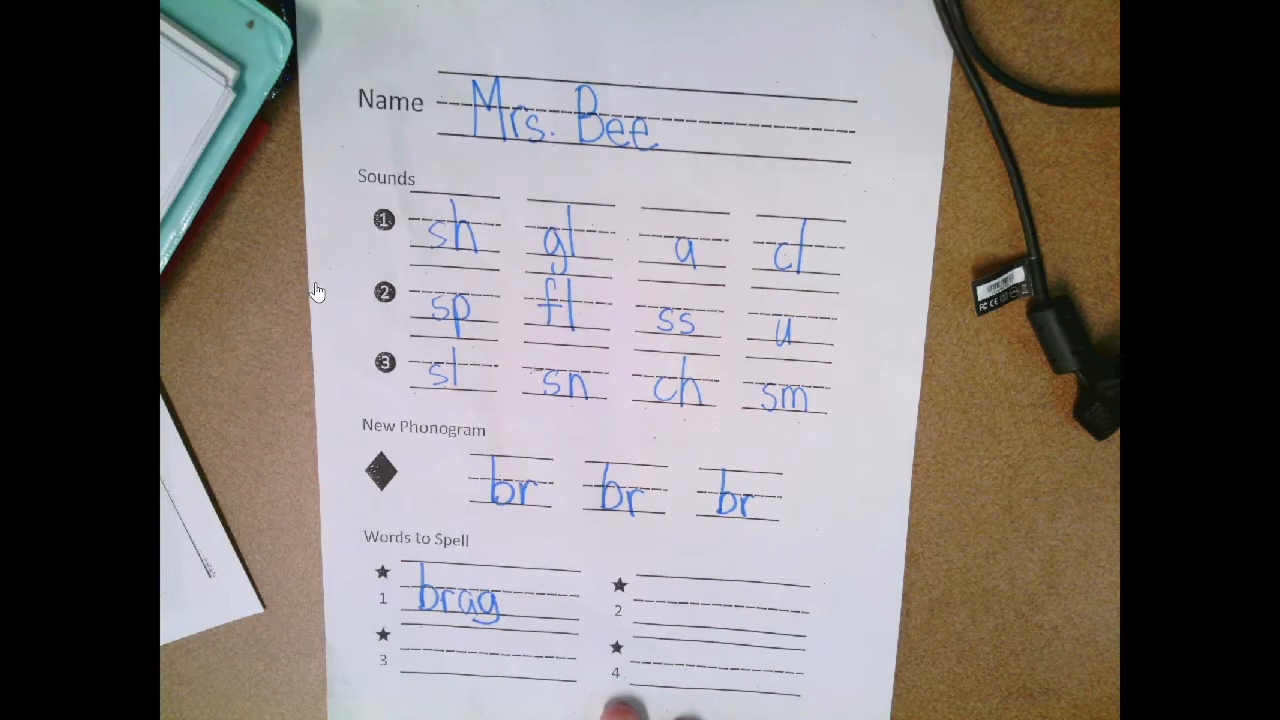 Name Mrs. Bee
Sounds
1 sh gl a cl
2 sp fl ss u
3 sl sn ch sm
New Phonogram
br br br
Words to Spell
1 brag 2
3 4